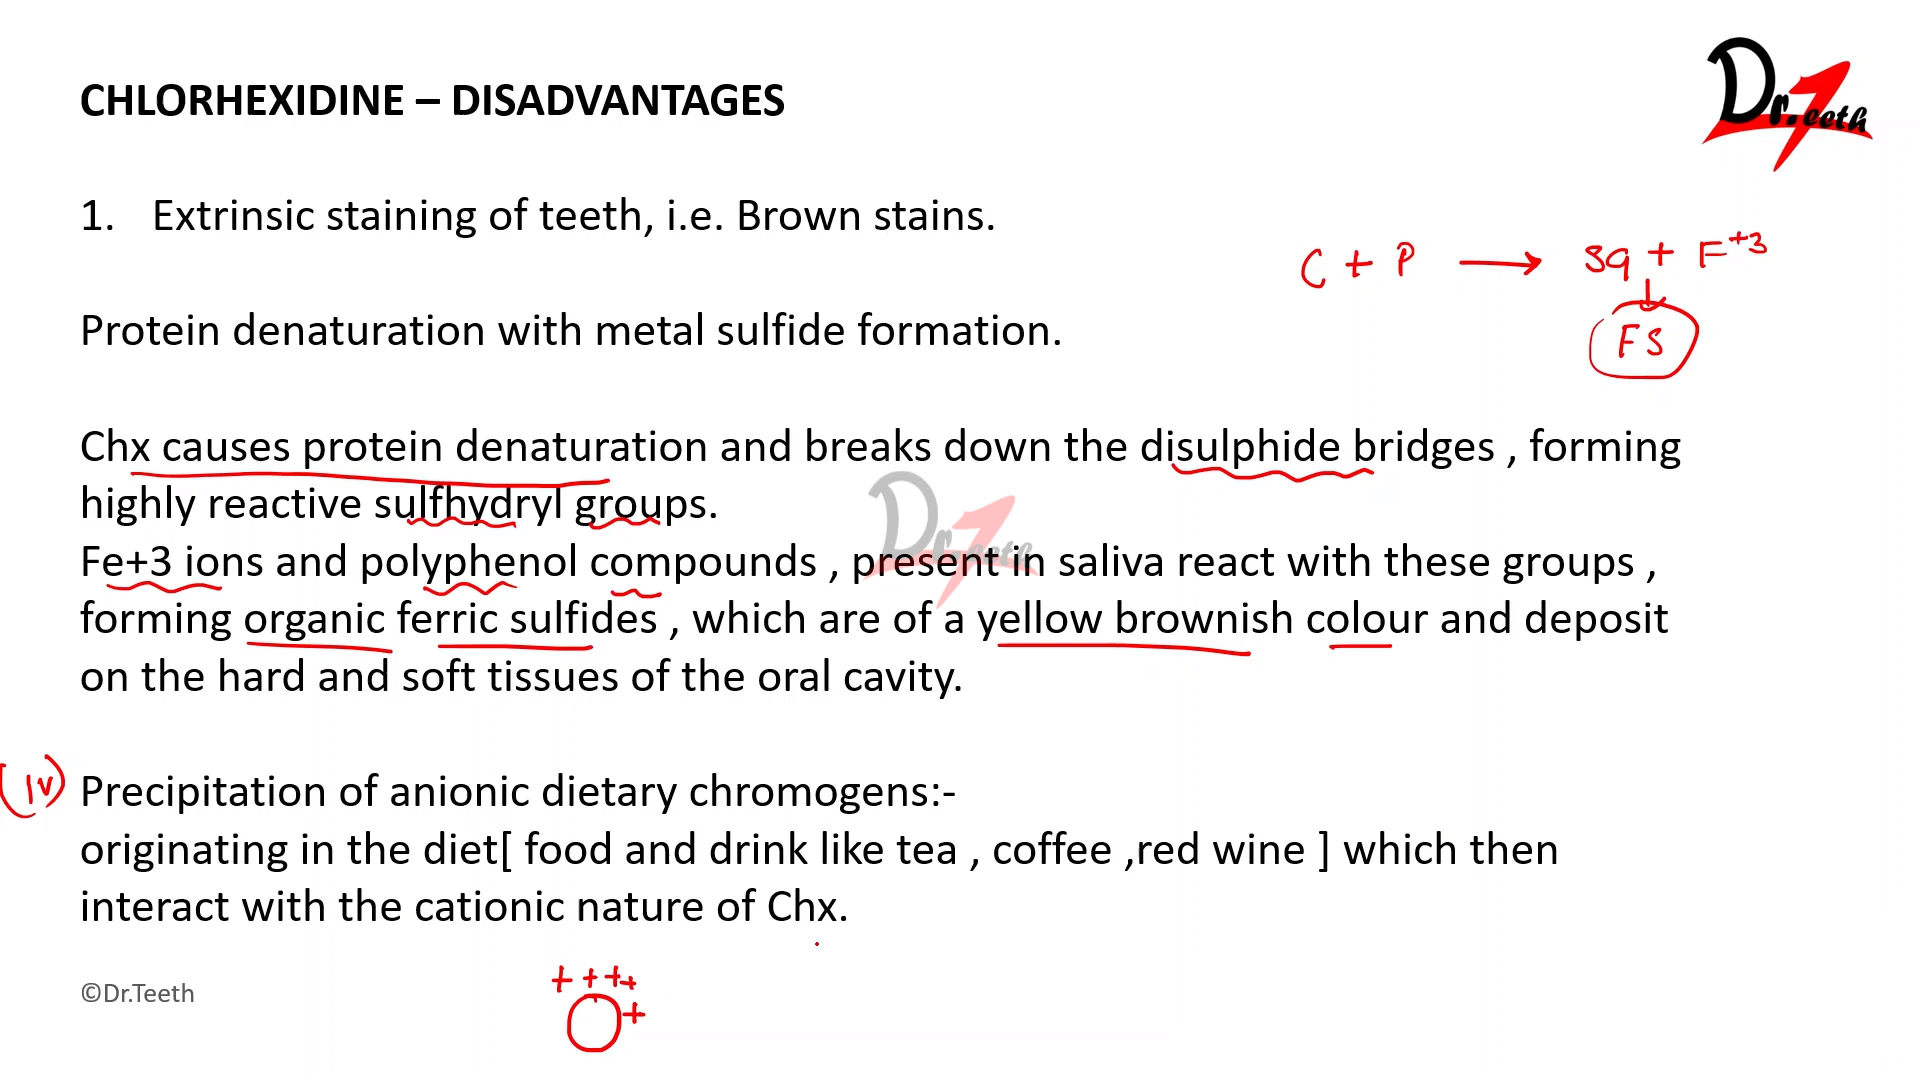 CHLORHEXIDINE – DISADVANTAGES
Dr.Teeth
1. Extrinsic staining of teeth, i.e. Brown stains.
C + P → Sg + F+3
↓
FS
Protein denaturation with metal sulfide formation.
Chx causes protein denaturation and breaks down the disulphide bridges , forming
highly reactive sulfhydryl groups.
Fe+3 ions and polyphenol compounds , present in saliva react with these groups ,
forming organic ferric sulfides , which are of a yellow brownish colour and deposit
on the hard and soft tissues of the oral cavity.
Dr.Teeth
(iv) Precipitation of anionic dietary chromogens:-
originating in the diet[ food and drink like tea , coffee ,red wine ] which then
interact with the cationic nature of Chx.
++++
+
©Dr.Teeth